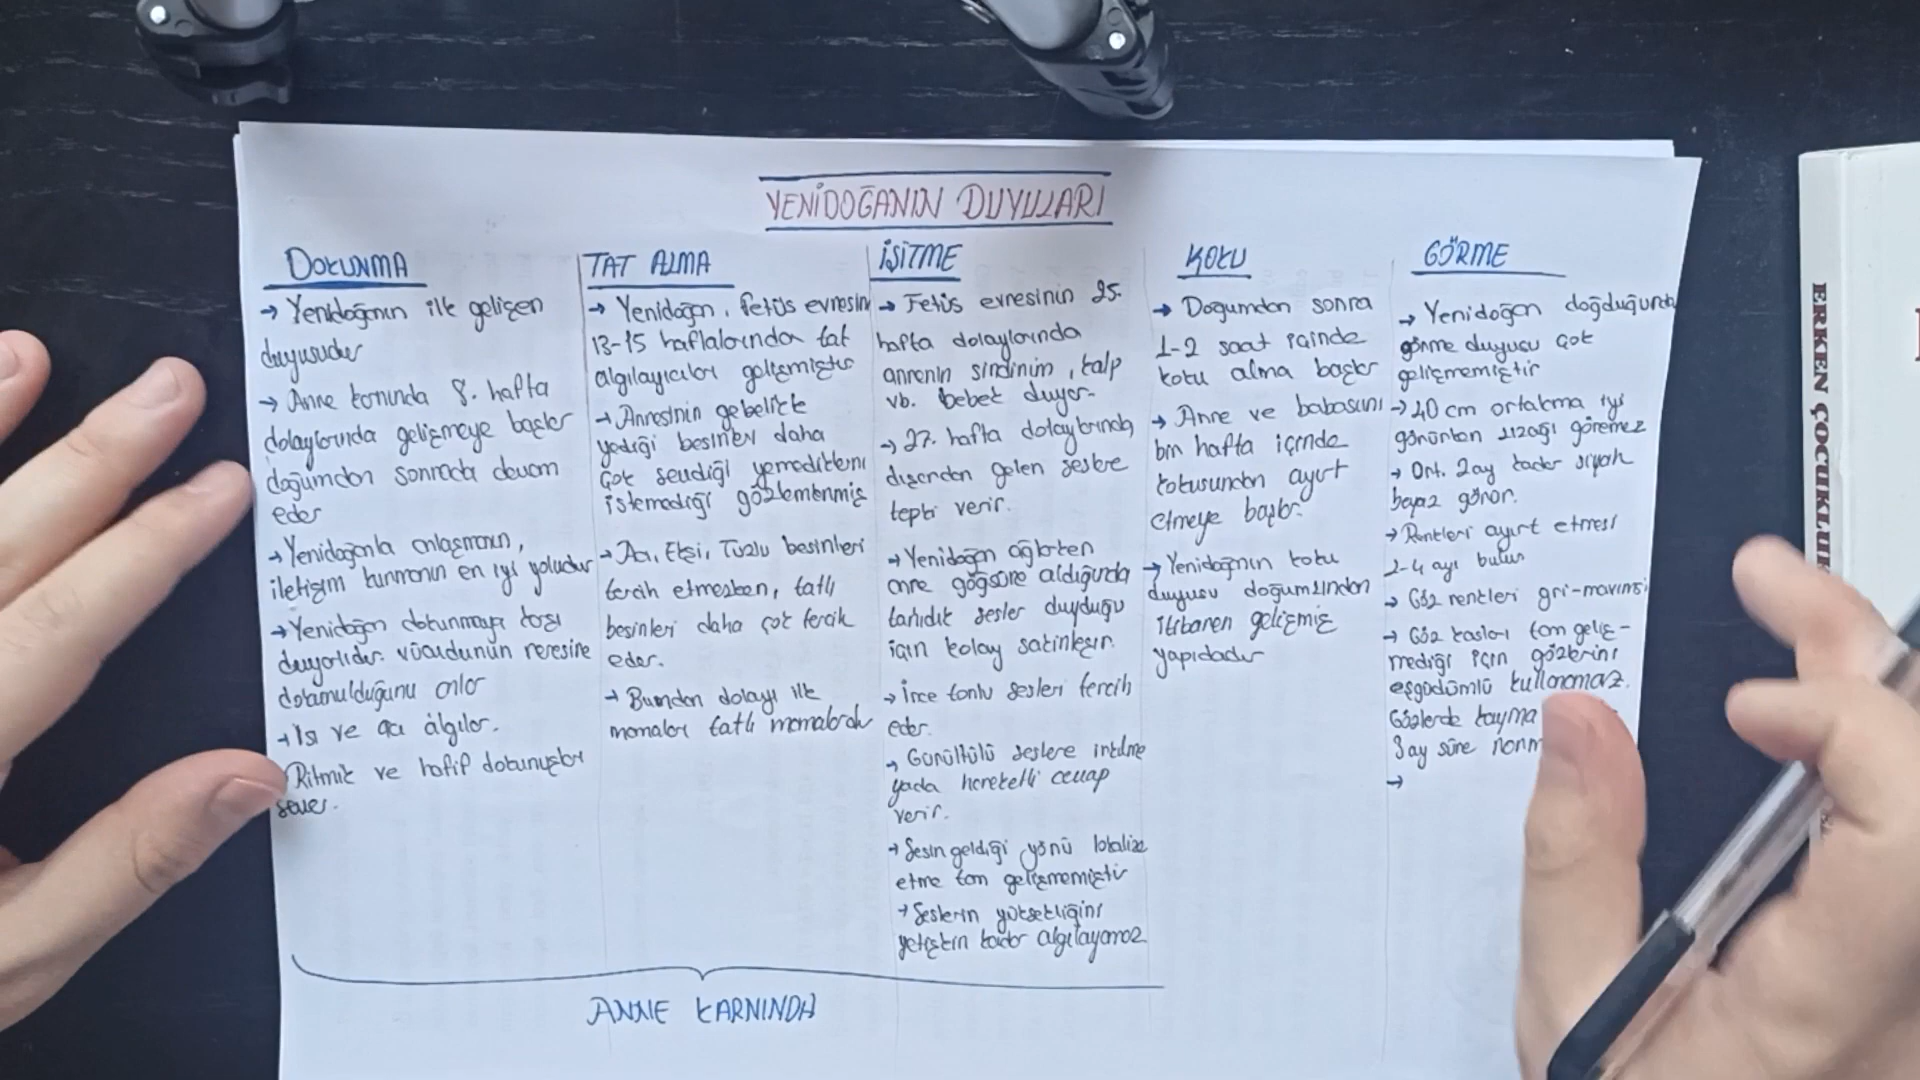 YENİDOĞANIN DUYULARI
DOKUNMA
→ Yenidoğanın ilk gelişen
duyusudur
→ Anne karnında 8. hafta
dolaylarında gelişmeye başlar
doğumdan sonrada devam
eder
→ Yenidoğanla anlaşmanın,
iletişim kurmanın en iyi yoludur
→ Yenidoğan dokunmaya karşı
duyarlıdır. vücudunun neresine
dokunulduğunu anlar
→ Isı ve acı algılar.
Ritmik ve hafif dokunuşları
sever.
TAT ALMA
→ Yenidoğan, fetüs evresin
13-15 haftalarında tat
algılayıcıları gelişmiştir
→ Annesinin gebelikte
yediği besinleri daha
çok sevdiği yemediklerini
istemediği gözlemlenmiş
→ Acı, Ekşi, Tuzlu besinleri
tercih etmezken, tatlı
besinleri daha çok tercih
eder.
→ Bundan dolayı ilk
mamaları tatlı mamalardır
İŞİTME
→ Fetüs evresinin 25.
hafta dolaylarında
annenin sindirim, kalp
vb. bebek duyar.
→ 27. hafta dolaylarında
dışarıdan gelen seslere
tepki verir.
→ Yenidoğan ağlarken
anne göğsüne aldığında
tanıdık sesler duyduğu
için kolay sakinleşir.
→ İnce tonlu sesleri tercih
eder.
→ Gürültülü seslere irkilme
yada hareketli cevap
verir.
→ Sesin geldiği yönü lokalize
etme tam gelişmemiştir
→ Seslerin yüksekliğini
yetişkin kadar algılayamaz
KOKU
→ Doğumdan sonra
1-2 saat içinde
koku alma başlar
→ Anne ve babasını
bir hafta içinde
kokusundan ayırt
etmeye başlar.
→ Yenidoğnın koku
duyusu doğumundan
itibaren gelişmiş
yapıdadır
GÖRME
→ Yenidoğan doğduğunda
görme duyusu çok
gelişmemiştir
→ 40 cm ortalama iyi
görürken uzağı göremez
→ Ort. 2ay kadar siyah
beyaz görür.
→ Renkleri ayırt etmesi
2-4 ayı bulur
→ Göz renkleri gri-mavimsi
→ Göz kasları tam geliş-
mediği için gözlerini
eşgüdümlü kullanamaz.
Gözlerde kayma
3ay süre norm
→
ANNE KARNINDA
ERKEN ÇOCUKLUK